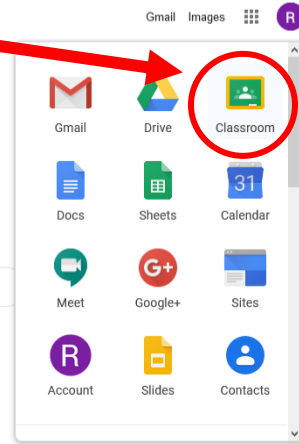 Gmail Images R
Gmail Drive Classroom
31
Docs Sheets Calendar
G+
Meet Google+ Sites
R
Account Slides Contacts